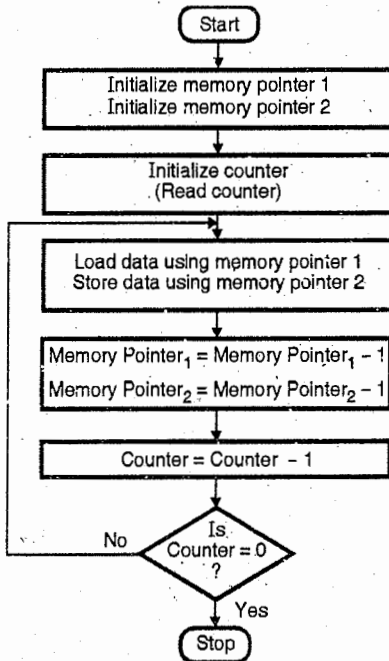 Start
Initialize memory pointer 1
Initialize memory pointer 2
Initialize counter
(Read counter)
Load data using memory pointer 1
Store data using memory pointer 2
Memory Pointer₁ = Memory Pointer₁ – 1
Memory Pointer₂ = Memory Pointer₂ – 1
Counter = Counter – 1
Is
Counter = 0
?
No
Yes
Stop